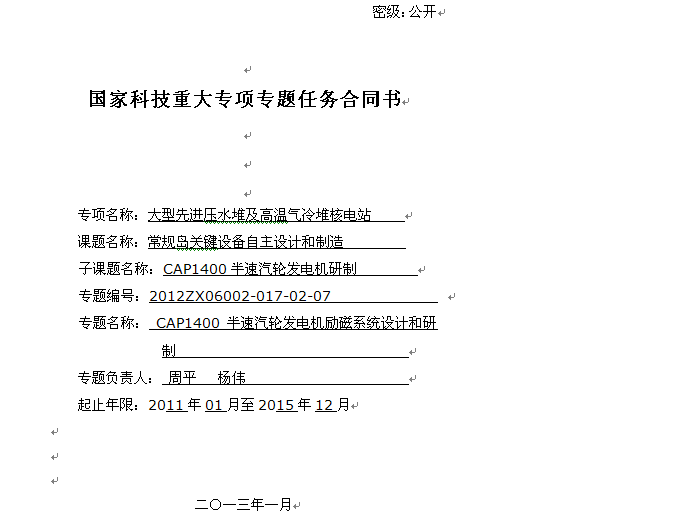 密级：公开
国家科技重大专项专题任务合同书
专项名称：大型先进压水堆及高温气冷堆核电站
课题名称：常规岛关键设备自主设计和制造
子课题名称：CAP1400 半速汽轮发电机研制
专题编号：2012ZX06002-017-02-07
专题名称： CAP1400 半速汽轮发电机励磁系统设计和研
制
专题负责人： 周平 杨伟
起止年限：2011 年 01 月至 2015 年 12 月
二〇一三年一月